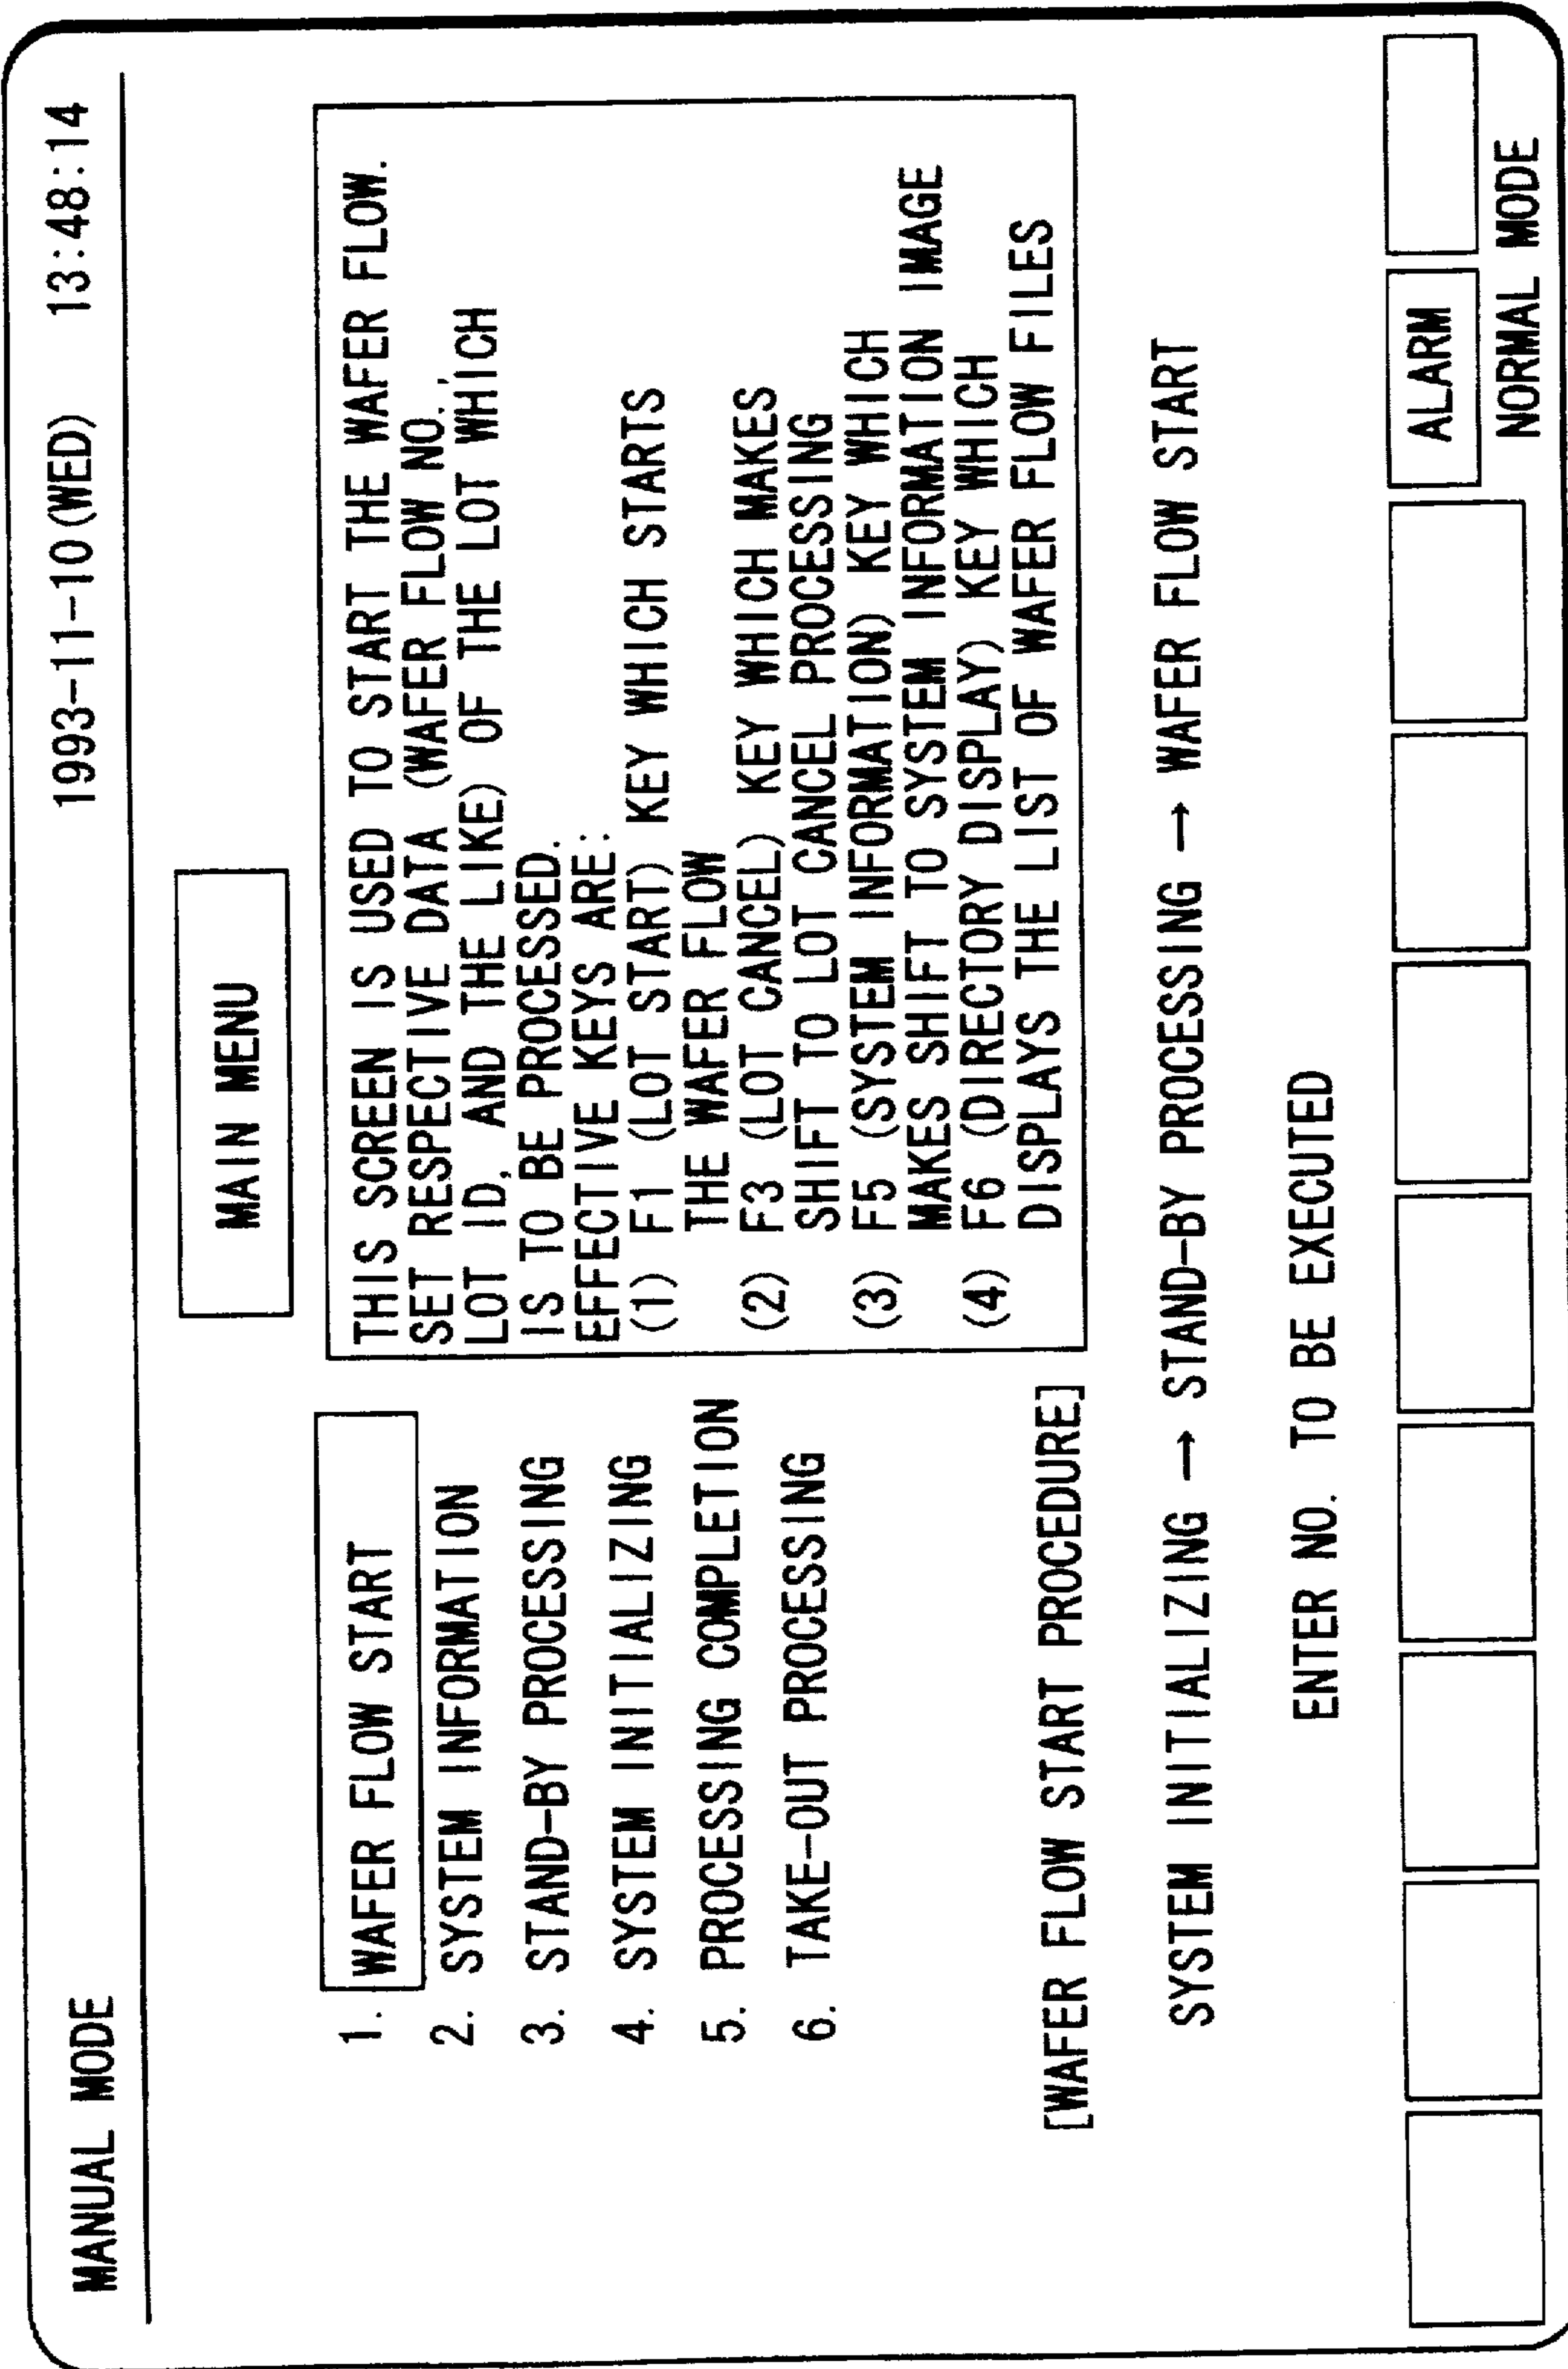 MANUAL MODE 1993-11-10 (WED) 13:48:14
MAIN MENU
1. WAFER FLOW START
2. SYSTEM INFORMATION
3. STAND-BY PROCESSING
4. SYSTEM INITIALIZING
5. PROCESSING COMPLETION
6. TAKE-OUT PROCESSING
THIS SCREEN IS USED TO START THE WAFER FLOW.
SET RESPECTIVE DATA (WAFER FLOW NO.,
LOT ID, AND THE LIKE) OF THE LOT WHICH
IS TO BE PROCESSED.
EFFECTIVE KEYS ARE:
(1) F1 (LOT START) KEY WHICH STARTS
THE WAFER FLOW
(2) F3 (LOT CANCEL) KEY WHICH MAKES
SHIFT TO LOT CANCEL PROCESSING
(3) F5 (SYSTEM INFORMATION) KEY WHICH
MAKES SHIFT TO SYSTEM INFORMATION IMAGE
(4) F6 (DIRECTORY DISPLAY) KEY WHICH
DISPLAYS THE LIST OF WAFER FLOW FILES
[WAFER FLOW START PROCEDURE]
SYSTEM INITIALIZING → STAND-BY PROCESSING → WAFER FLOW START
ENTER NO. TO BE EXECUTED
ALARM
NORMAL MODE